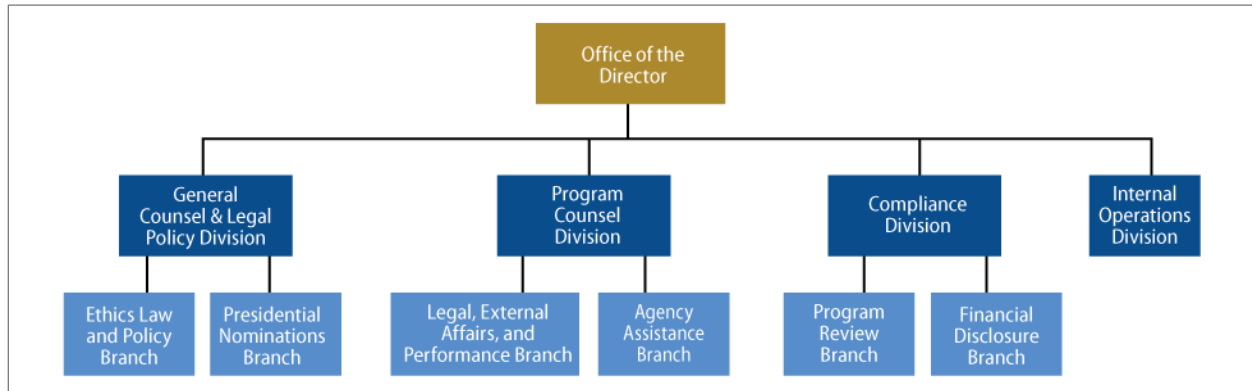 Office of the
Director
General
Counsel & Legal
Policy Division
Program
Counsel
Division
Compliance
Division
Internal
Operations
Division
Ethics Law
and Policy
Branch
Presidential
Nominations
Branch
Legal, External
Affairs, and
Performance Branch
Agency
Assistance
Branch
Program
Review
Branch
Financial
Disclosure
Branch